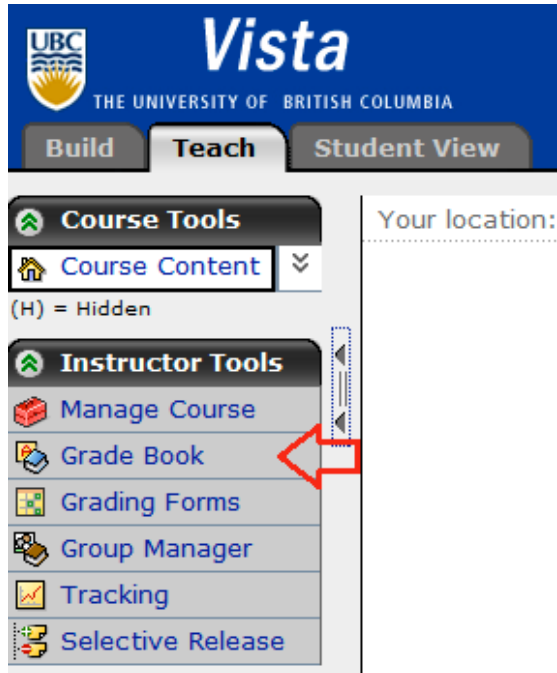 UBC
Vista
THE UNIVERSITY OF BRITISH COLUMBIA
Build Teach Student View
Course Tools
Your location:
Course Content
(H) = Hidden
Instructor Tools
Manage Course
Grade Book
Grading Forms
Group Manager
Tracking
Selective Release